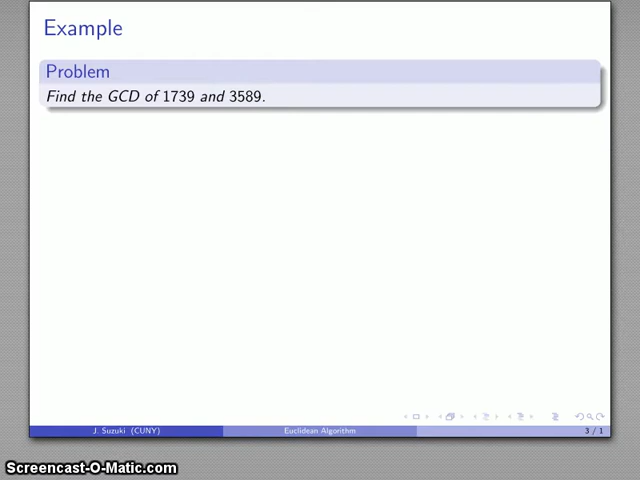 Example
Problem
Find the GCD of 1739 and 3589.
J. Suzuki (CUNY)
Euclidean Algorithm
3 / 1
Screencast-O-Matic.com